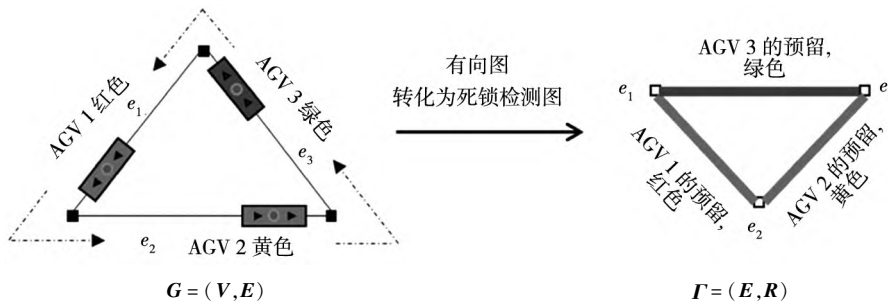 AGV 1 红色
e1
AGV 3 绿色
e3
e2
AGV 2 黄色
G = (V, E)
有向图
转化为死锁检测图
AGV 3 的预留,
绿色
e1
e
AGV 1 的预留,
红色
AGV 2 的预留,
黄色
e2
Γ = (E, R)